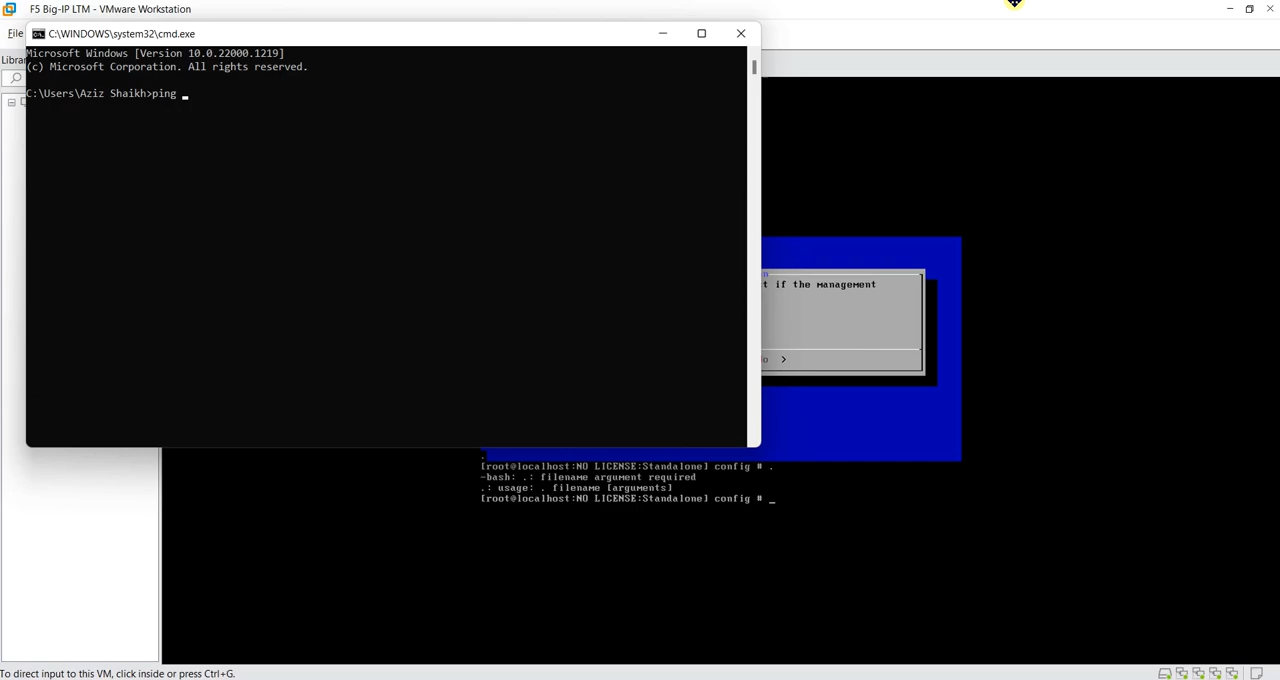 F5 Big-IP LTM - VMware Workstation
File
C:\WINDOWS\system32\cmd.exe
Microsoft Windows [Version 10.0.22000.1219]
(c) Microsoft Corporation. All rights reserved.
C:\Users\Aziz Shaikh>ping _
t if the management
o >
.
[root@localhost:NO LICENSE:Standalone] config # .
-bash: .: filename argument required
.: usage: . filename [arguments]
[root@localhost:NO LICENSE:Standalone] config # _
To direct input to this VM, click inside or press Ctrl+G.